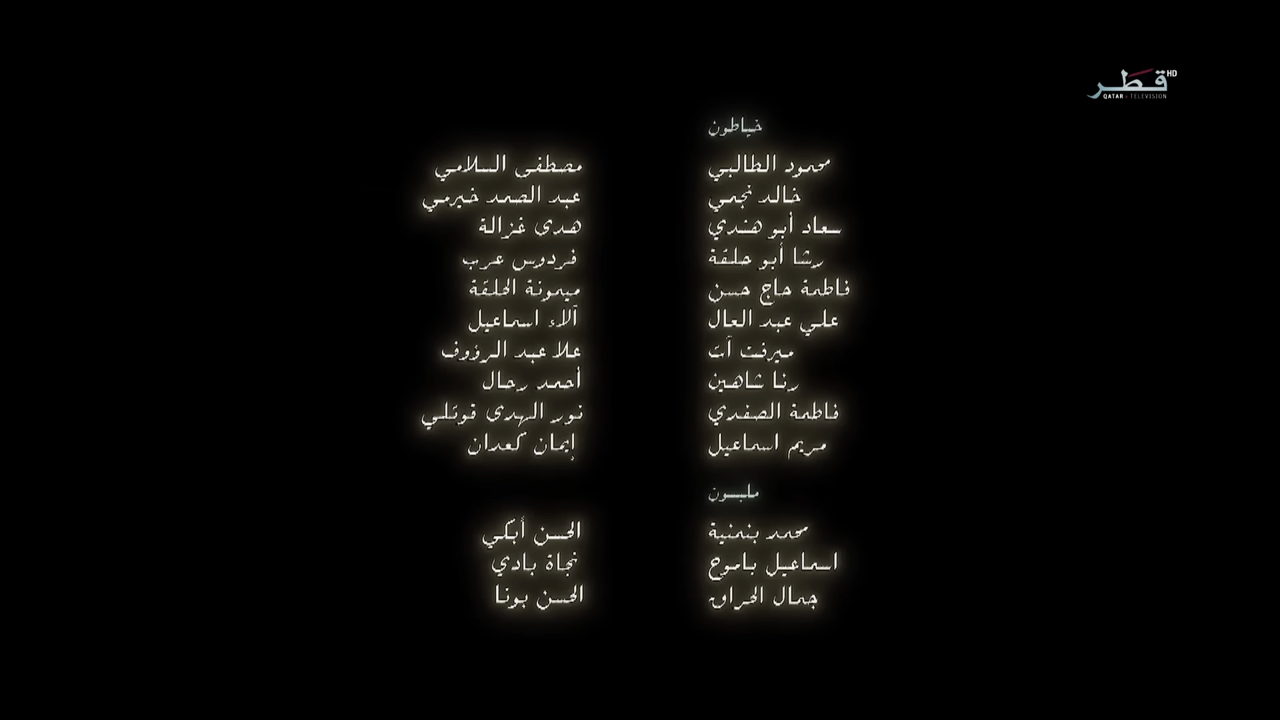 قطر HD
QATAR - TELEVISION
خياطون
محمود الطالبي
مصطفى السلامي
خالد نجمي
عبد الصمد خيرمي
سعاد أبو هندي
هدى غزالة
رشا أبو حلقة
فردوس عرب
فاطمة حاج حسن
ميمونة الحلقة
علي عبد العال
آلاء اسماعيل
ميرفت آت
علا عبد الرؤوف
رنا شاهين
أحمد رحال
فاطمة الصفدي
نور الهدى قوتلي
مريم اسماعيل
إيمان كعدان
ملبسون
محمد بنمنية
الحسن أبكي
اسماعيل باموح
نجاة بادي
جمال الحراق
الحسن بونا